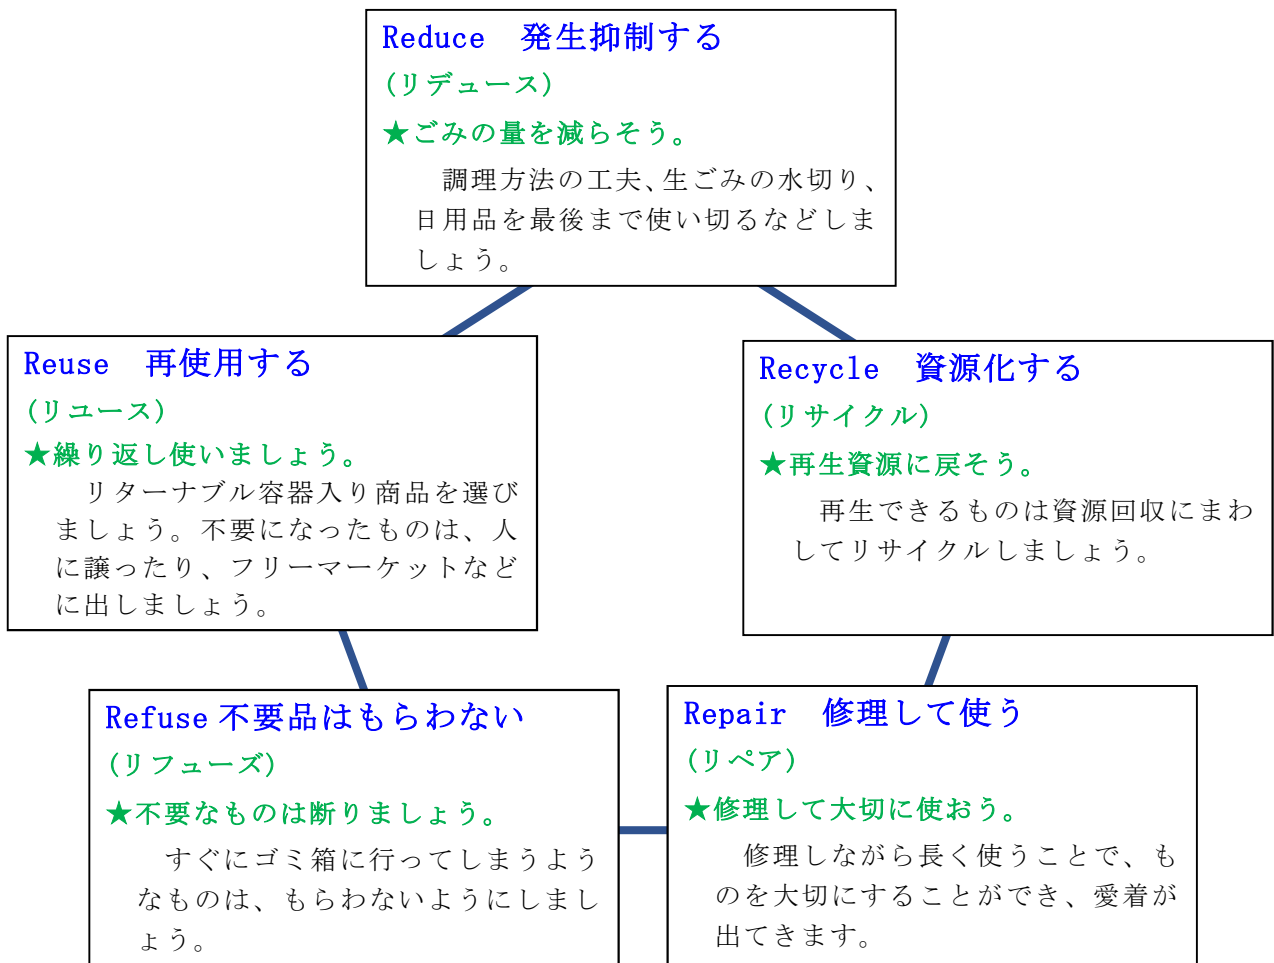 Reduce　発生抑制する
(リデュース)
★ごみの量を減らそう。
調理方法の工夫、生ごみの水切り、
日用品を最後まで使い切るなどしま
しょう。
Reuse　再使用する
(リユース)
★繰り返し使いましょう。
リターナブル容器入り商品を選び
ましょう。不要になったものは、人
に譲ったり、フリーマーケットなど
に出しましょう。
Recycle　資源化する
(リサイクル)
★再生資源に戻そう。
再生できるものは資源回収にまわ
してリサイクルしましょう。
Refuse 不要品はもらわない
(リフューズ)
★不要なものは断りましょう。
すぐにゴミ箱に行ってしまうよう
なものは、もらわないようにしまし
ょう。
Repair　修理して使う
(リペア)
★修理して大切に使おう。
修理しながら長く使うことで、も
のを大切にすることができ、愛着が
出てきます。